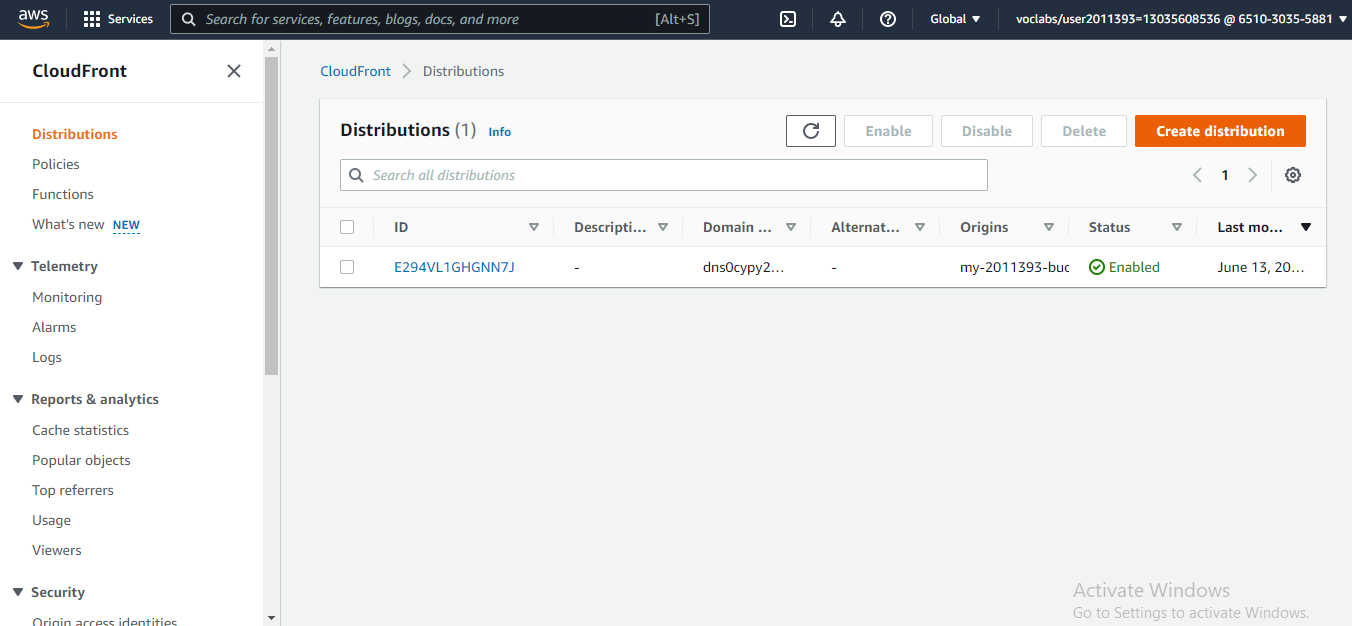 aws
Services
Search for services, features, blogs, docs, and more [Alt+S]
Global
voclabs/user2011393=13035608536 @ 6510-3035-5881
CloudFront
Distributions
Policies
Functions
What's new NEW
Telemetry
Monitoring
Alarms
Logs
Reports & analytics
Cache statistics
Popular objects
Top referrers
Usage
Viewers
Security
Origin access identities
CloudFront Distributions
Distributions (1) Info
Enable Disable Delete Create distribution
Search all distributions
1
ID Descripti... Domain ... Alternat... Origins Status Last mo...
E294VL1GHGNN7J - dns0cypy2... - my-2011393-buc Enabled June 13, 20...
Activate Windows
Go to Settings to activate Windows.